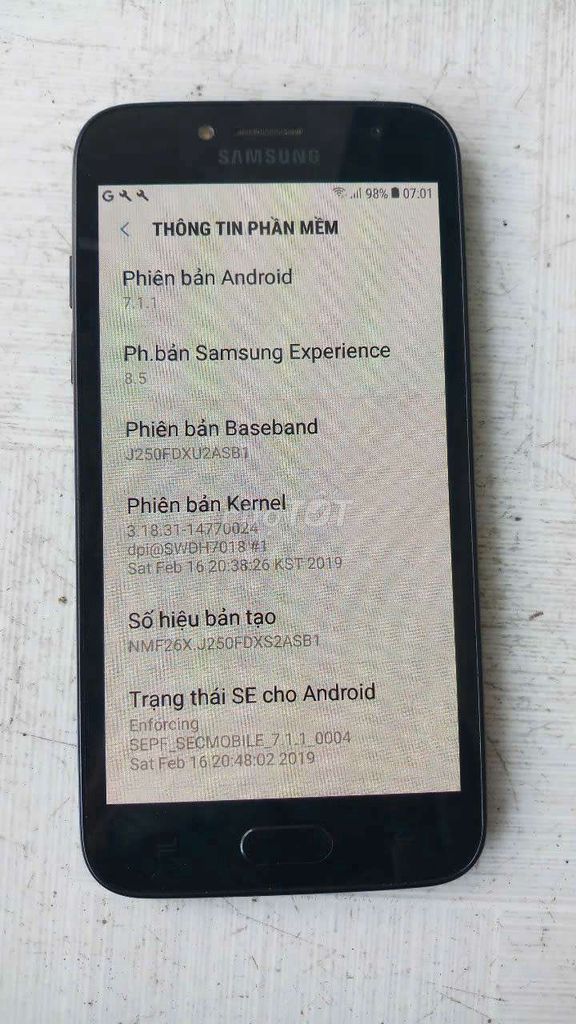 SAMSUNG
G 98% 07.01
< THÔNG TIN PHẦN MỀM
Phiên bản Android
7.1.1
Ph.bản Samsung Experience
8.5
Phiên bản Baseband
J250FDXU2ASB1
Phiên bản Kernel
3.18.31-14770024
dpi@SWDH7018 #1
Sat Feb 16 20:38:26 KST 2019
Số hiệu bản tạo
NMF26X.J250FDXS2ASB1
Trạng thái SE cho Android
Enforcing
SEPF_SECMOBILE_7.1.1_0004
Sat Feb 16 20:48:02 2019
TỐT